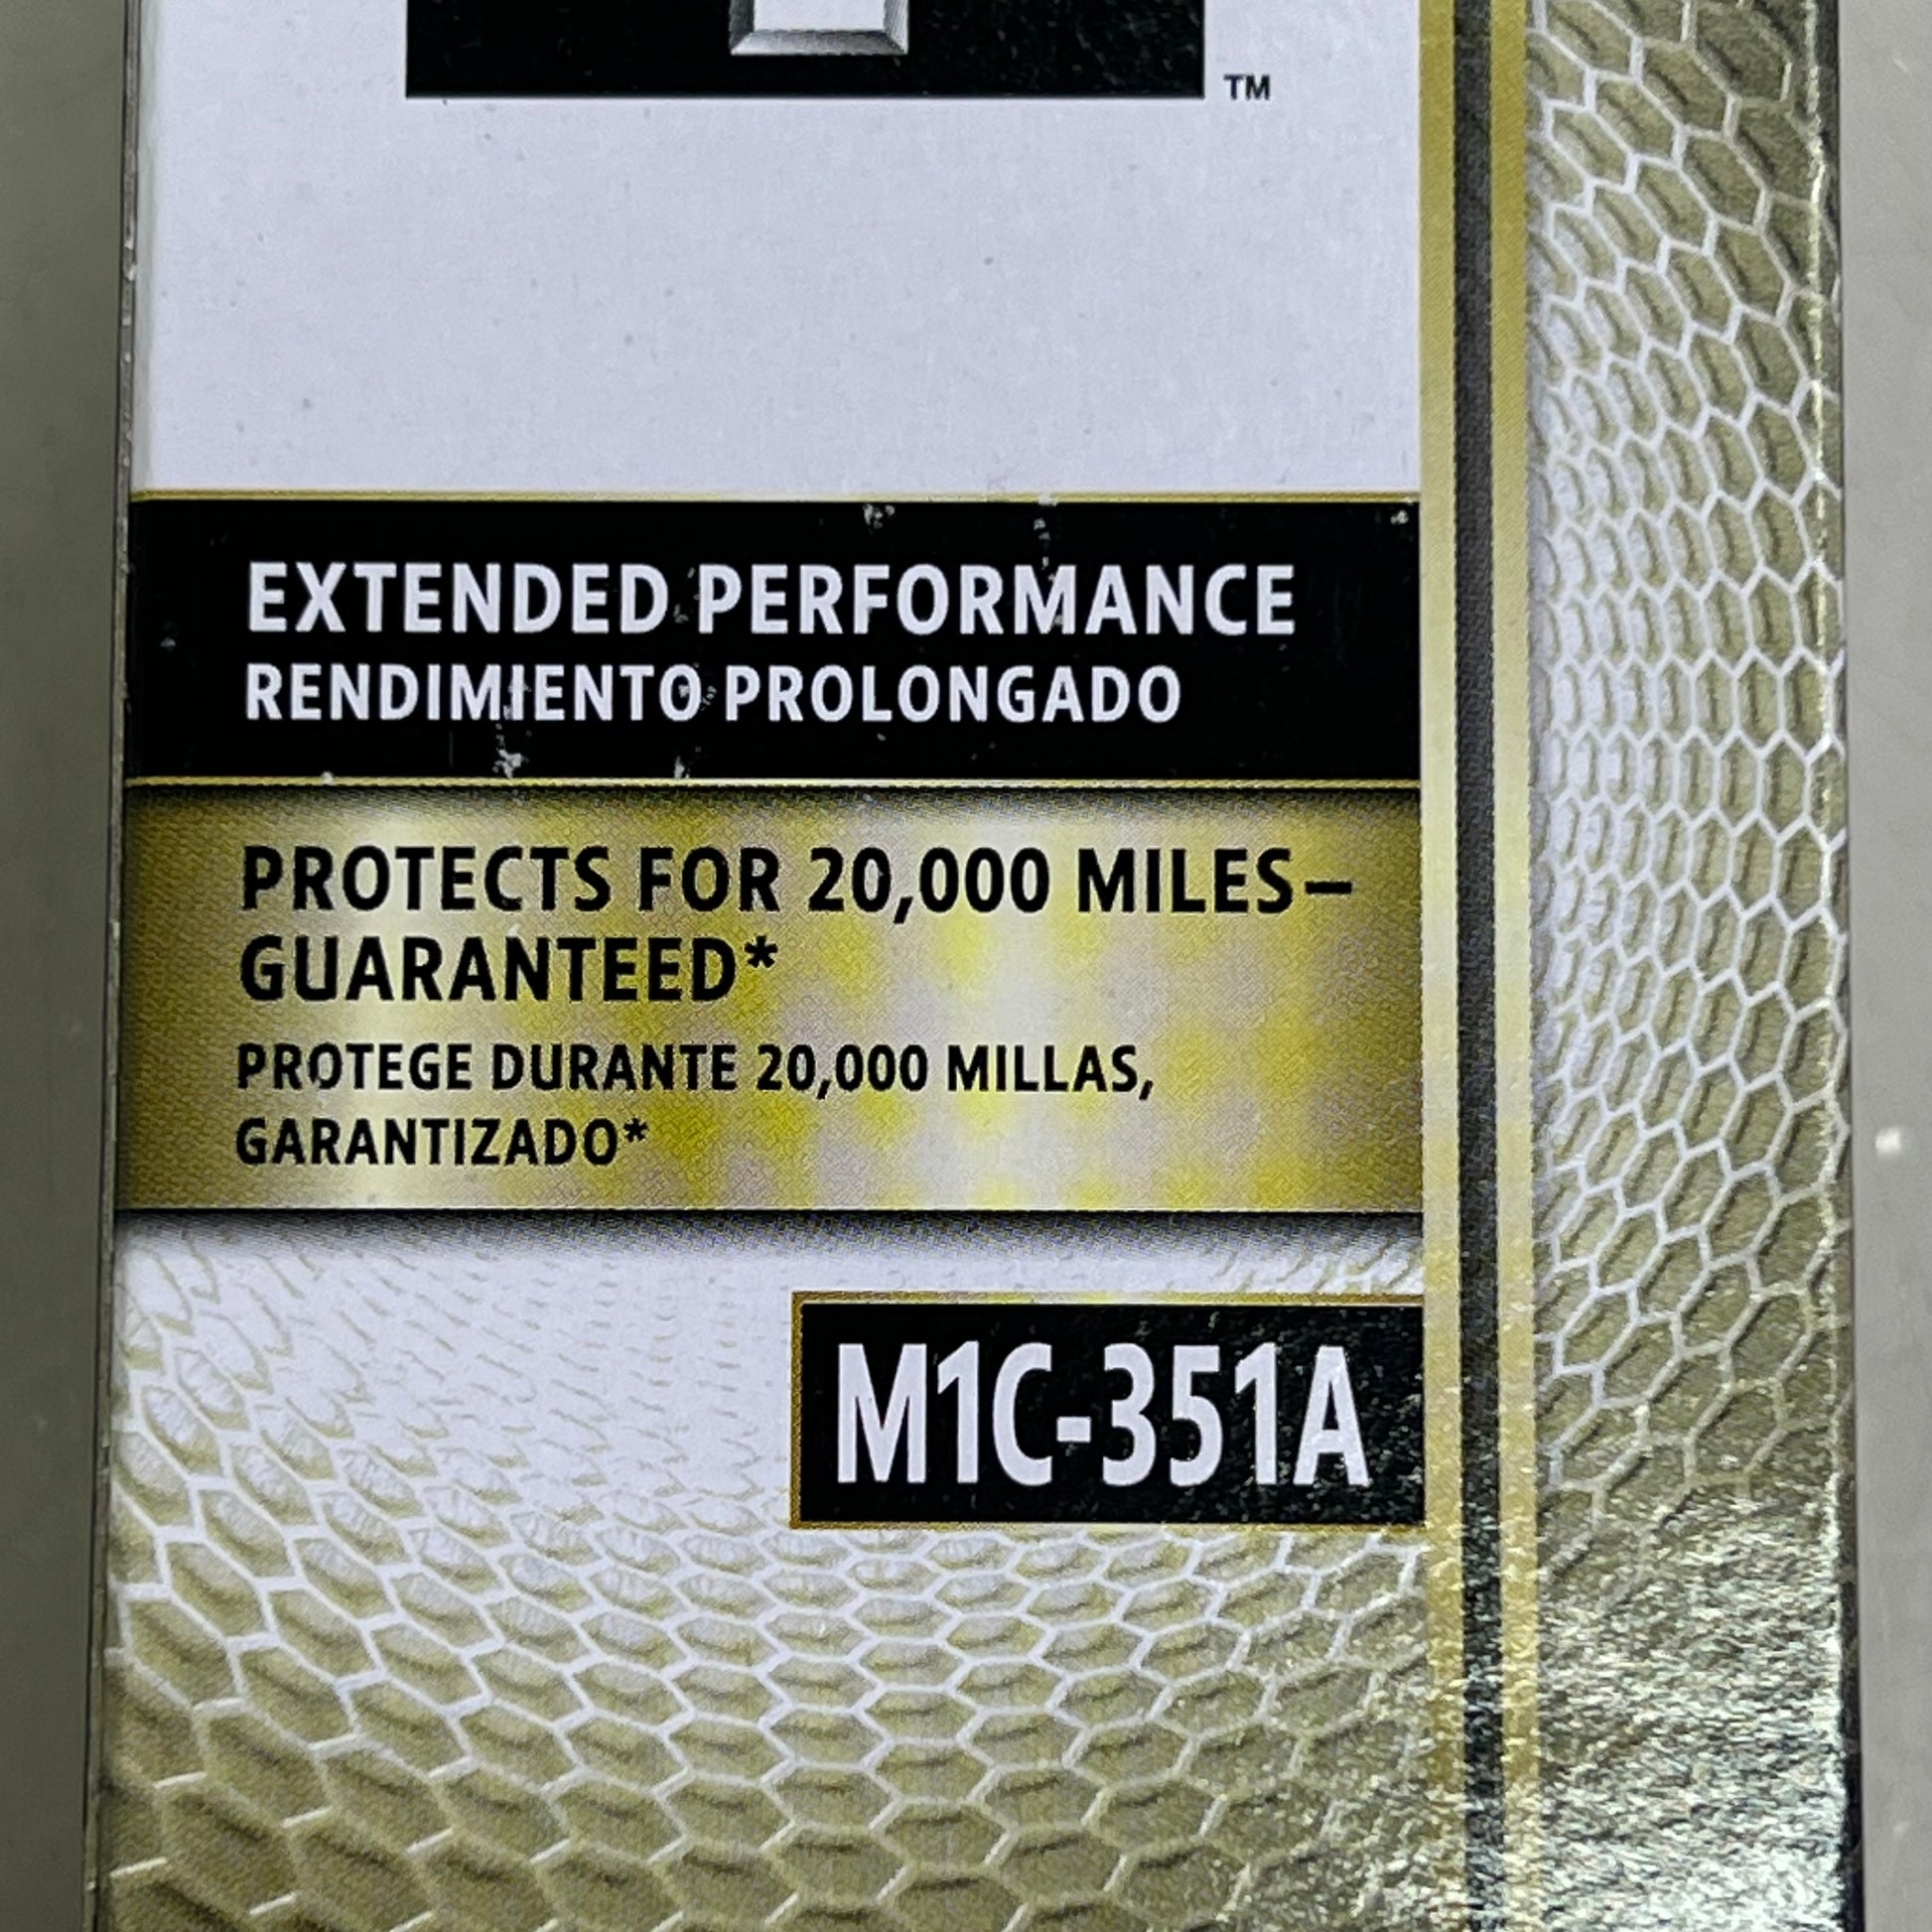 TM
EXTENDED PERFORMANCE
RENDIMIENTO PROLONGADO
PROTECTS FOR 20,000 MILES–
GUARANTEED*
PROTEGE DURANTE 20,000 MILLAS,
GARANTIZADO*
M1C-351A